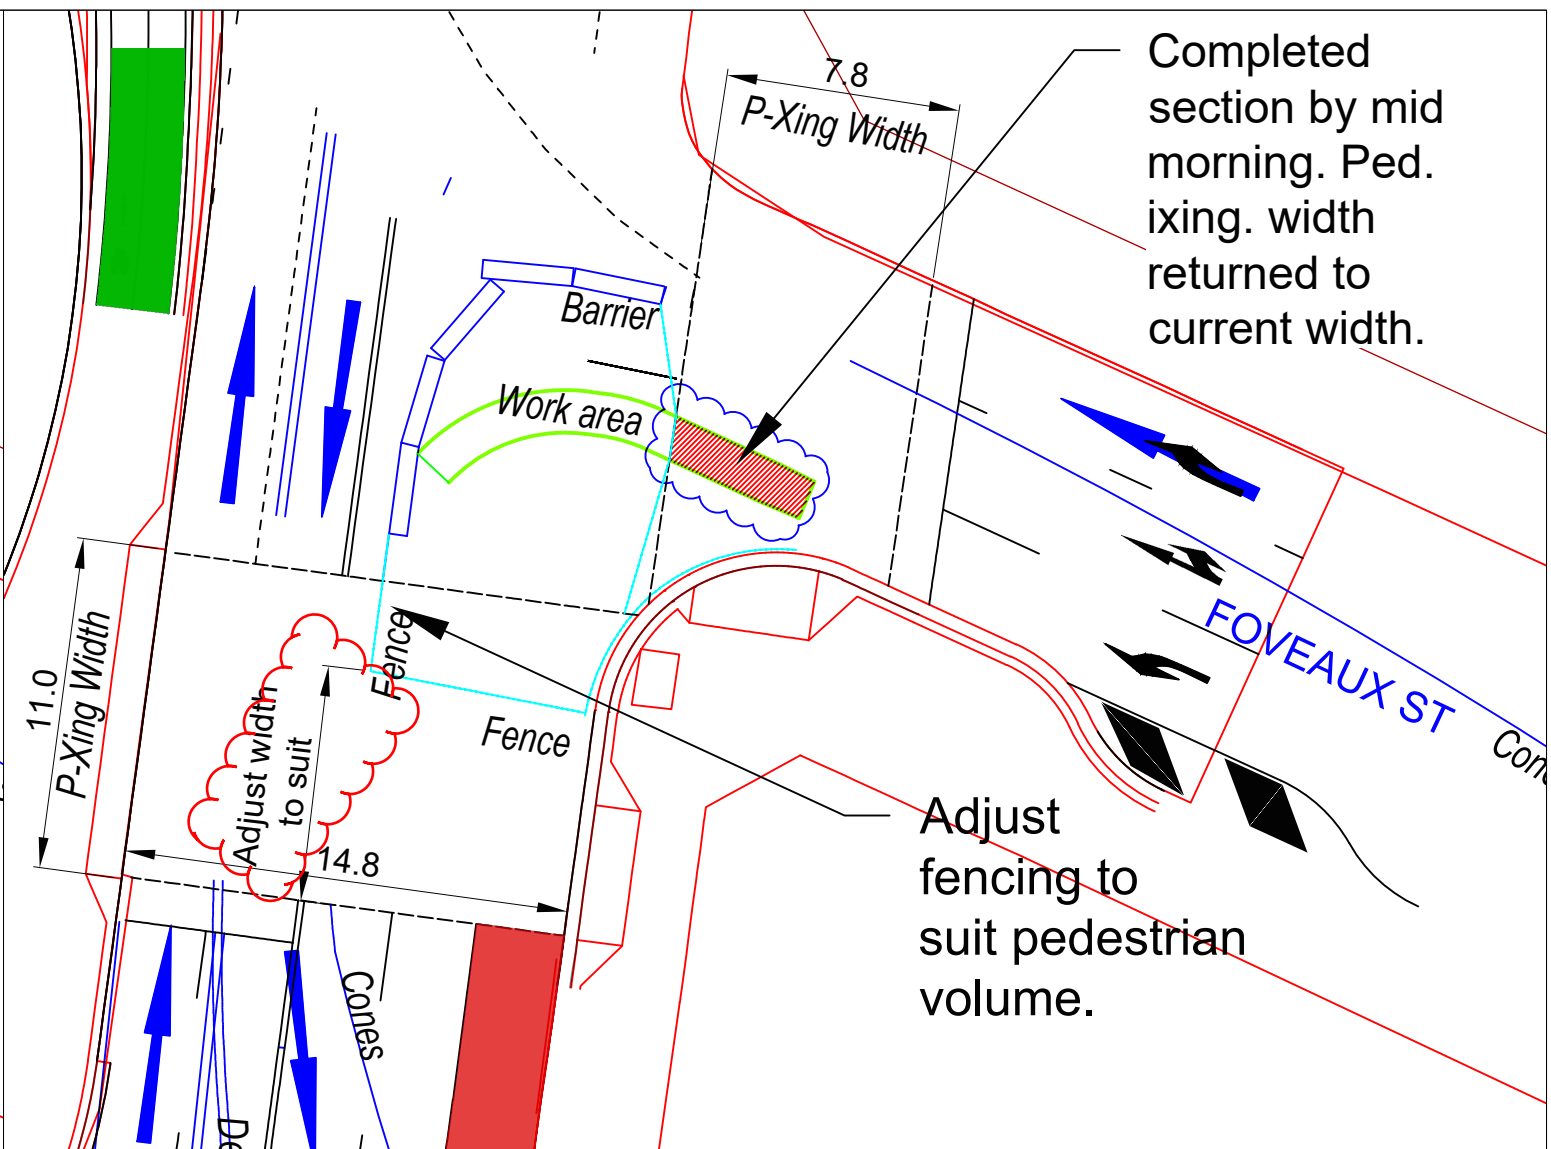 7.8
P-Xing Width
Completed
section by mid
morning. Ped.
ixing. width
returned to
current width.
Barrier
Work area
Fence
Fence
FOVEAUX ST
11.0
P-Xing Width
Adjust width
to suit
14.8
Adjust
fencing to
suit pedestrian
volume.
Cones